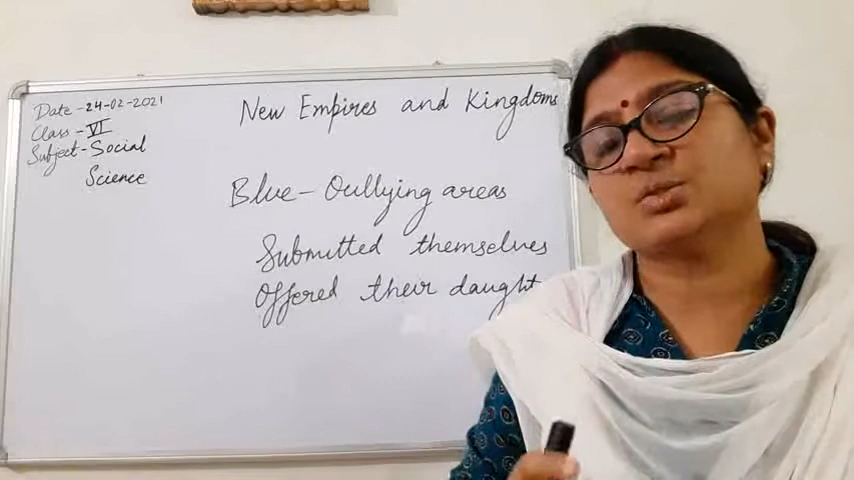 Date - 24-02-2021
Class - VI
Subject - Social
Science
New Empires and Kingdoms
Blue - Oullying areas
Submitted themselves
Offered their daught